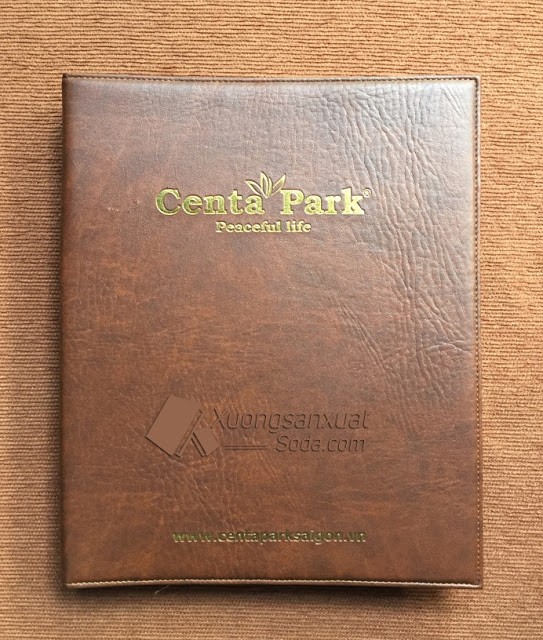 Centa Park®
Peaceful life
Xuongsanxuat
Soda.com
www.centaparksaigon.vn